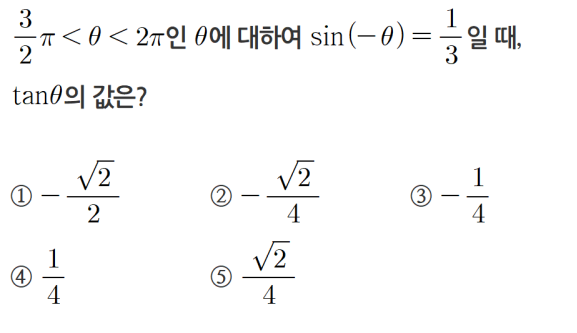 $\frac{3}{2}\pi < \theta < 2\pi$인 $\theta$에 대하여 $\sin(-\theta) = \frac{1}{3}$일 때,
$\tan\theta$의 값은?
① $-\frac{\sqrt{2}}{2}$ ② $-\frac{\sqrt{2}}{4}$ ③ $-\frac{1}{4}$
④ $\frac{1}{4}$ ⑤ $\frac{\sqrt{2}}{4}$